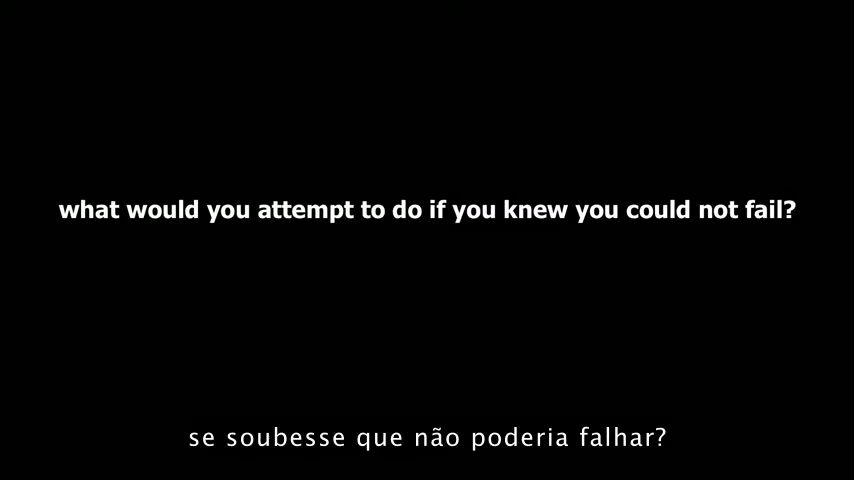 what would you attempt to do if you knew you could not fail?
se soubesse que não poderia falhar?